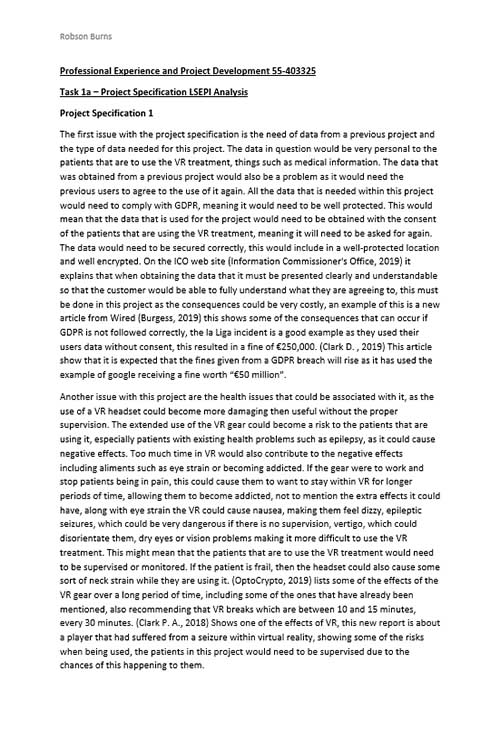 Robson Burns
Professional Experience and Project Development 55-403325
Task 1a – Project Specification LSEPI Analysis
Project Specification 1
The first issue with the project specification is the need of data from a previous project and
the type of data needed for this project. The data in question would be very personal to the
patients that are to use the VR treatment, things such as medical information. The data that
was obtained from a previous project would also be a problem as it would need the
previous users to agree to the use of it again. All the data that is needed within this project
would need to comply with GDPR, meaning it would need to be well protected. This would
mean that the data that is used for the project would need to be obtained with the consent
of the patients that are using the VR treatment, meaning it will need to be asked for again.
The data would need to be secured correctly, this would include in a well-protected location
and well encrypted. On the ICO web site (Information Commissioner's Office, 2019) it
explains that when obtaining the data that it must be presented clearly and understandable
so that the customer would be able to fully understand what they are agreeing to, this must
be done in this project as the consequences could be very costly, an example of this is a new
article from Wired (Burgess, 2019) this shows some of the consequences that can occur if
GDPR is not followed correctly, the la Liga incident is a good example as they used their
users data without consent, this resulted in a fine of €250,000. (Clark D. , 2019) This article
show that it is expected that the fines given from a GDPR breach will rise as it has used the
example of google receiving a fine worth “€50 million”.
Another issue with this project are the health issues that could be associated with it, as the
use of a VR headset could become more damaging then useful without the proper
supervision. The extended use of the VR gear could become a risk to the patients that are
using it, especially patients with existing health problems such as epilepsy, as it could cause
negative effects. Too much time in VR would also contribute to the negative effects
including aliments such as eye strain or becoming addicted. If the gear were to work and
stop patients being in pain, this could cause them to want to stay within VR for longer
periods of time, allowing them to become addicted, not to mention the extra effects it could
have, along with eye strain the VR could cause nausea, making them feel dizzy, epileptic
seizures, which could be very dangerous if there is no supervision, vertigo, which could
disorientate them, dry eyes or vision problems making it more difficult to use the VR
treatment. This might mean that the patients that are to use the VR treatment would need
to be supervised or monitored. If the patient is frail, then the headset could also cause some
sort of neck strain while they are using it. (OptoCrypto, 2019) lists some of the effects of the
VR gear over a long period of time, including some of the ones that have already been
mentioned, also recommending that VR breaks which are between 10 and 15 minutes,
every 30 minutes. (Clark P. A., 2018) Shows one of the effects of VR, this new report is about
a player that had suffered from a seizure within virtual reality, showing some of the risks
when being used, the patients in this project would need to be supervised due to the
chances of this happening to them.